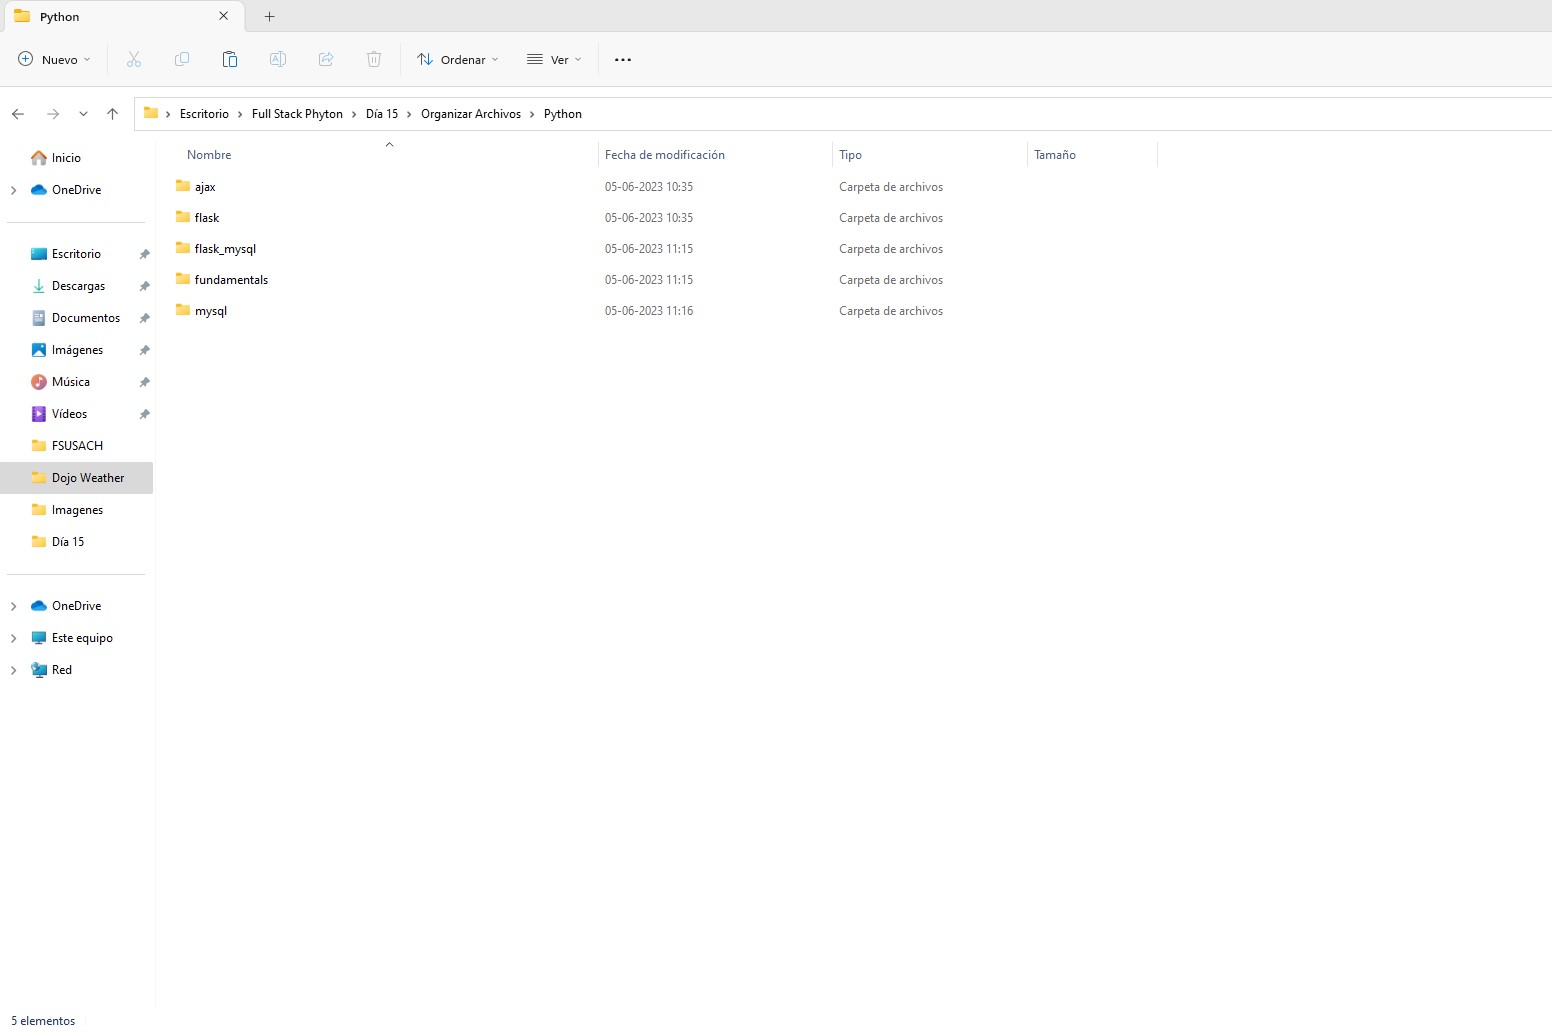 Python
Nuevo
Ordenar
Ver
Escritorio > Full Stack Phyton > Día 15 > Organizar Archivos > Python
Inicio
OneDrive
Escritorio
Descargas
Documentos
Imágenes
Música
Vídeos
FSUSACH
Dojo Weather
Imagenes
Día 15
OneDrive
Este equipo
Red
Nombre Fecha de modificación Tipo Tamaño
ajax 05-06-2023 10:35 Carpeta de archivos
flask 05-06-2023 10:35 Carpeta de archivos
flask_mysql 05-06-2023 11:15 Carpeta de archivos
fundamentals 05-06-2023 11:15 Carpeta de archivos
mysql 05-06-2023 11:16 Carpeta de archivos
5 elementos